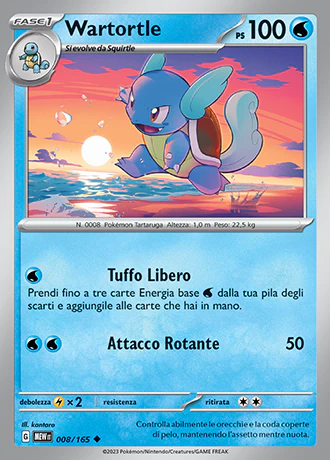 FASE 1
Wartortle
PS 100
Si evolve da Squirtle
N. 0008 Pokémon Tartaruga Altezza: 1,0 m Peso: 22,5 kg
Tuffo Libero
Prendi fino a tre carte Energia base dalla tua pila degli
scarti e aggiungile alle carte che hai in mano.
Attacco Rotante 50
debolezza ×2 resistenza ritirata
Ill. kantaro
Controlla abilmente le orecchie e la coda coperte
di pelo, mantenendo l'assetto mentre nuota.
G MEW IT 008/165
©2023 Pokémon/Nintendo/Creatures/GAME FREAK